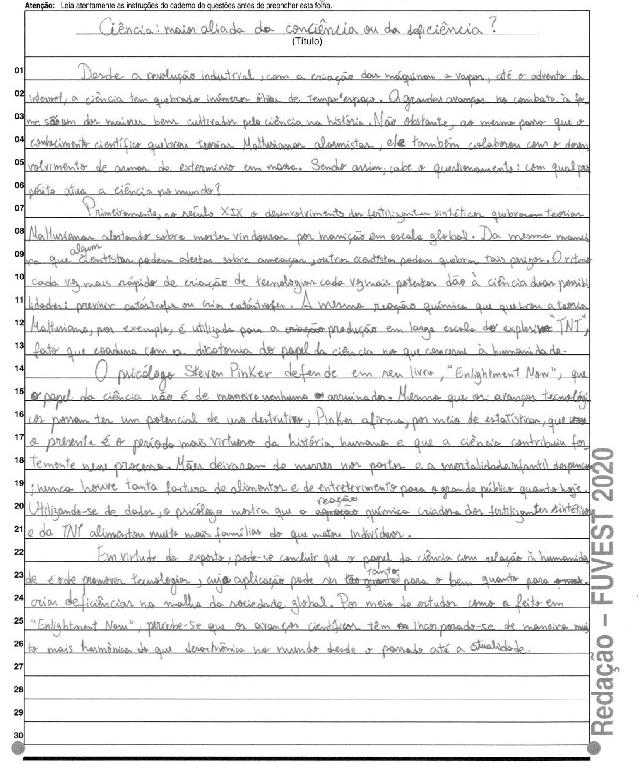 Atenção: Leia atentamente as instruções do caderno de questões antes de preencher esta folha.
Ciência: maior aliada da conciência ou da deficiência?
(Título)
01 Desde a revolução industrial, com a criação das máquinas a vapor, até o advento da
02 internet, a ciência tem quebrado inúmeros de tempo espaço. O grandes avanços no combate à fo-
03 me são um dos maiores bens cultivados pela ciência na história. Não obstante, ao mesmo passo que o
04 conhecimento científico quebrou teorias Malthusianas alarmistas, ele também colaborou com o desen
05 volvimento de armas de extermínio em massa. Sendo assim, cabe o questionamento: com qual pro
06 pósito atua a ciência no mundo?
07 Primeiramente, no século XIX o desenvolvimento dos fertilizantes sintéticos quebraram teorias
08 Malthusianas alertando sobre mortes vindouras por inanição em escala global. Da mesma manei
09 ra que alguns cientistas podem alertar sobre ameaças, outros cientistas podem quebrar tais perigos. O ritmo
10 cada vez mais rápido de criação de tecnologias cada vez mais potentes dão à ciência duas possibi
11 lidades: previnir catástrofes ou criar catástrofes. A mesma reação química que quebrou a teoria
12 Malthusiana, por exemplo, é utilizada para a produção em larga escala do explosivo "TNT",
13 fato que coaduna com a dicotomia do papel da ciência no que concerne à humanidade.
14 O psicólogo Steven Pinker defende em seu livro, "Enlightment Now", que
15 o papel da ciência não é de maneira nenhuma o arruinador. Mesmo que os avanços tecnológi
16 cos possam ter um potencial de uso destrutivo, Pinker afirma, por meio de estatísticas, que
17 o presente é o período mais virtuoso da história humana e que a ciência contribuiu for
18 temente nesse processo. Mães deixaram de morrer nos partos e a mortalidade infantil despencou
19 ; nunca houve tanta fartura de alimentos e de entreterimento para o grande público quanto hoje.
20 Utilizando-se de dados, o psicólogo mostra que a reação química criadora dos fertilizantes sintéticos
21 e da TNT alimentou muito mais famílias do que matou indivíduos.
22 Em virtude do exposto, pode-se concluir que o papel da ciência com relação à humanida
23 de é o de promover tecnologias, cuja aplicação pode ser tanto para o bem quanto para
24 criar deficiências na malha da sociedade global. Por meio de estudos como o feito em
25 "Enlightment Now", percebe-se que os avanços científicos têm incorporado-se de maneira mui
26 to mais harmônica do que desarmônica no mundo desde o passado até a atualidade.
27
28
29
30
Redação – FUVEST 2020